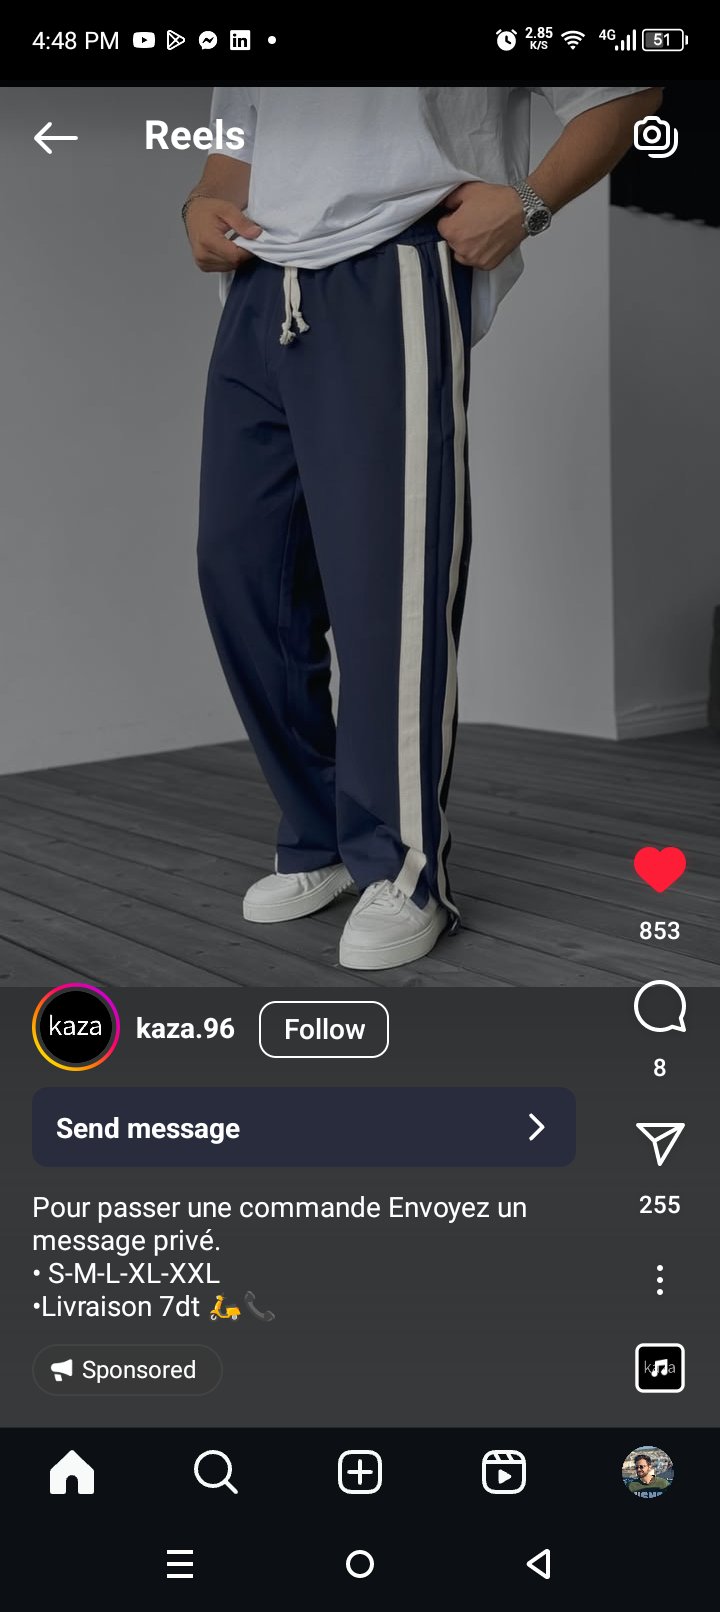 4:48 PM
2.85
K/S
4G
51
Reels
853
kaza
kaza.96
Follow
8
Send message
255
Pour passer une commande Envoyez un
message privé.
• S-M-L-XL-XXL
•Livraison 7dt 🛵📞
Sponsored